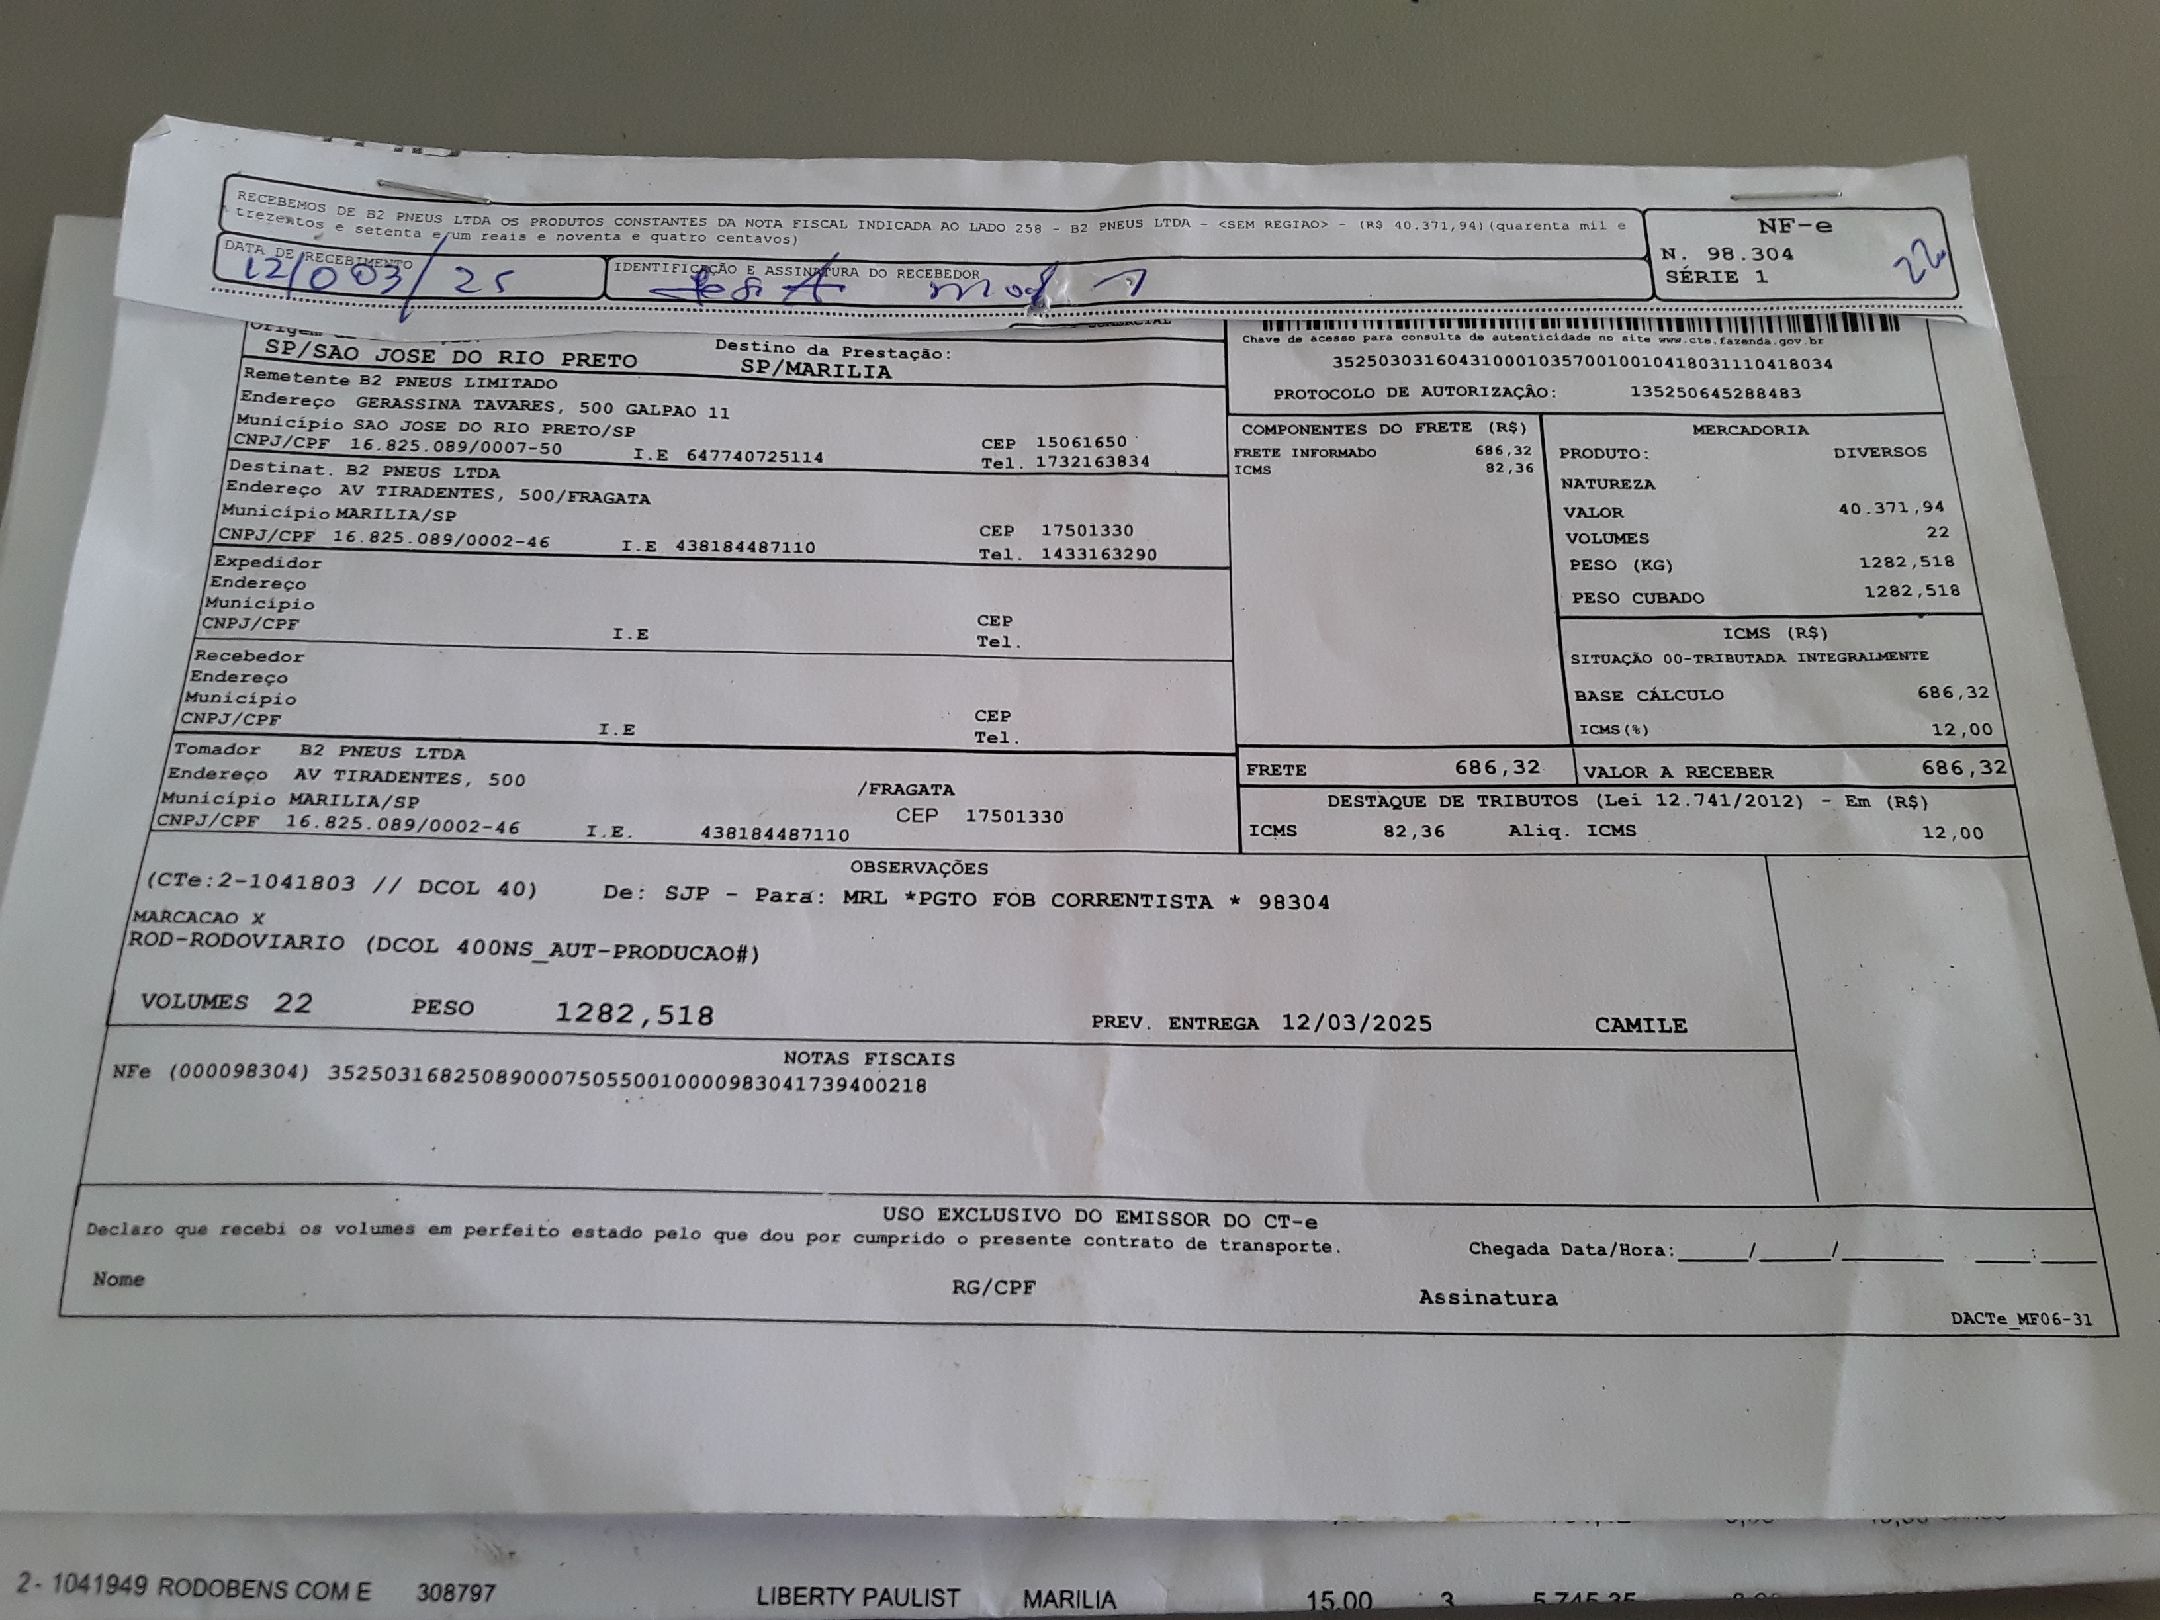 RECEBEMOS DE B2 PNEUS LTDA OS PRODUTOS CONSTANTES DA NOTA FISCAL INDICADA AO LADO 258 - B2 PNEUS LTDA - <SEM REGIAO> - (R$ 40.371,94)(quarenta mil e
trezentos e setenta e um reais e noventa e quatro centavos)
NF-e
N. 98.304
SÉRIE 1
22
DATA DE RECEBIMENTO
12/003/25
IDENTIFICAÇÃO E ASSINATURA DO RECEBEDOR
Destino da Prestação:
SP/SAO JOSE DO RIO PRETO SP/MARILIA
Chave de acesso para consulta de autenticidade no site www.cte.fazenda.gov.br
35250303160431000103570010010418031110418034
PROTOCOLO DE AUTORIZAÇÃO: 135250645288483
Remetente B2 PNEUS LIMITADO
Endereço GERASSINA TAVARES, 500 GALPAO 11
Município SAO JOSE DO RIO PRETO/SP CEP 15061650
CNPJ/CPF 16.825.089/0007-50 I.E 647740725114 Tel. 1732163834
Destinat. B2 PNEUS LTDA
Endereço AV TIRADENTES, 500/FRAGATA
Município MARILIA/SP CEP 17501330
CNPJ/CPF 16.825.089/0002-46 I.E 438184487110 Tel. 1433163290
Expedidor
Endereço
Município CEP
CNPJ/CPF I.E Tel.
Recebedor
Endereço
Município CEP
CNPJ/CPF I.E Tel.
Tomador B2 PNEUS LTDA
Endereço AV TIRADENTES, 500 /FRAGATA
Município MARILIA/SP CEP 17501330
CNPJ/CPF 16.825.089/0002-46 I.E. 438184487110
COMPONENTES DO FRETE (R$)
FRETE INFORMADO 686,32
ICMS 82,36
MERCADORIA
PRODUTO: DIVERSOS
NATUREZA
VALOR 40.371,94
VOLUMES 22
PESO (KG) 1282,518
PESO CUBADO 1282,518
ICMS (R$)
SITUAÇÃO 00-TRIBUTADA INTEGRALMENTE
BASE CÁLCULO 686,32
ICMS(%) 12,00
FRETE 686,32 VALOR A RECEBER 686,32
DESTAQUE DE TRIBUTOS (Lei 12.741/2012) - Em (R$)
ICMS 82,36 Aliq. ICMS 12,00
OBSERVAÇÕES
(CTe:2-1041803 // DCOL 40) De: SJP - Para: MRL *PGTO FOB CORRENTISTA * 98304
MARCACAO X
ROD-RODOVIARIO (DCOL 400NS_AUT-PRODUCAO#)
VOLUMES 22 PESO 1282,518 PREV. ENTREGA 12/03/2025 CAMILE
NOTAS FISCAIS
NFe (000098304) 35250316825089000750550010000983041739400218
USO EXCLUSIVO DO EMISSOR DO CT-e
Declaro que recebi os volumes em perfeito estado pelo que dou por cumprido o presente contrato de transporte.
Chegada Data/Hora:_____/_____/_______ ____:____
Nome RG/CPF Assinatura
DACTe_MF06-31
2- 1041949 RODOBENS COM E 308797 LIBERTY PAULIST MARILIA 15,00 3 5.745,35